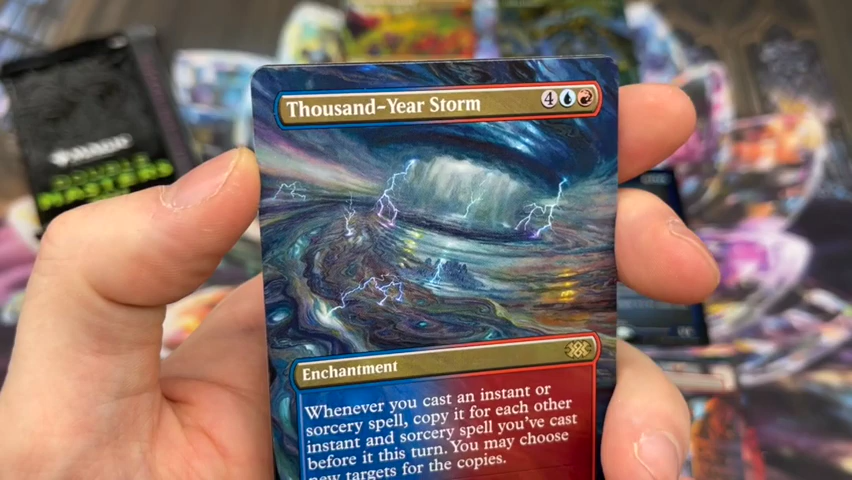 Thousand-Year Storm 4
Enchantment
Whenever you cast an instant or
sorcery spell, copy it for each other
instant and sorcery spell you've cast
before it this turn. You may choose
new targets for the copies.
MAGIC
DOUBLE
MASTERS